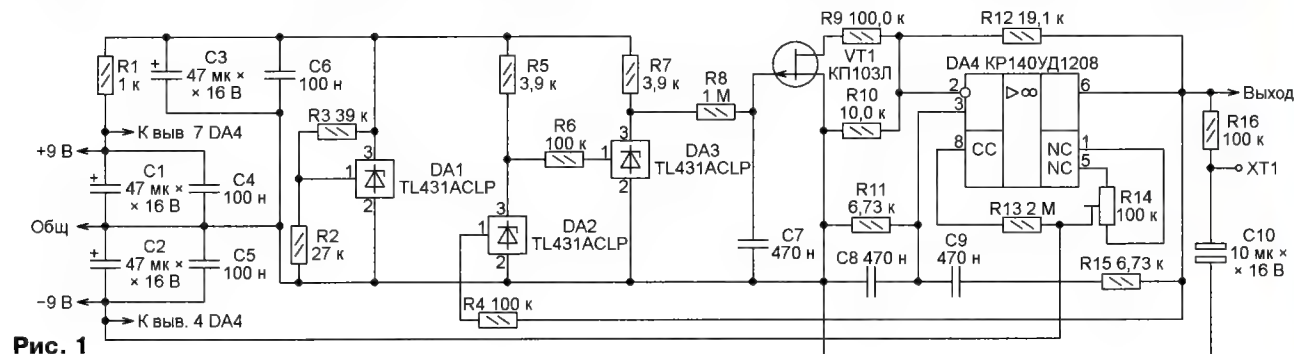 R1
1 к
+
C3
47 мк ×
× 16 В
C6
100 н
R3 39 к
R2
27 к
3
1
2
DA1
TL431ACLP
R5
3,9 к
R6
100 к
1
3
2
DA2
TL431ACLP
R7
3,9 к
3
1
2
DA3
TL431ACLP
R8
1 М
C7
470 н
R4 100 к
VT1
КП103Л
R9 100,0 к
R10
10,0 к
R12 19,1 к
DA4 КР140УД1208
2
3
8
▷∞
CC
NC
NC
6
1
5
R11
6,73 к
R13 2 М
R14
100 к
C8 470 н
C9
470 н
R15 6,73 к
Выход
R16
100 к
XT1
C10
10 мк ×
× 16 В
К выв 7 DA4
+9 В
+
C1
47 мк ×
× 16 В
C4
100 н
Общ
+
C2
47 мк ×
× 16 В
C5
100 н
−9 В
К выв. 4 DA4
Рис. 1